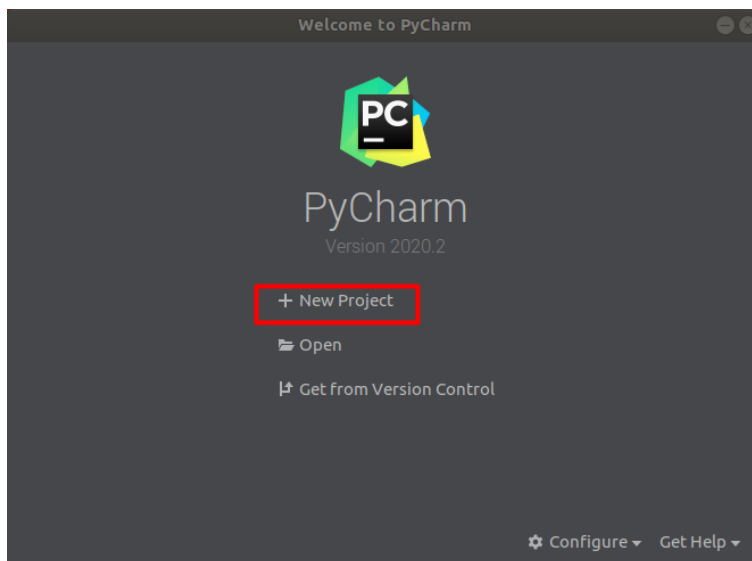 Welcome to PyCharm
PC
PyCharm
Version 2020.2
+ New Project
Open
Get from Version Control
Configure Get Help